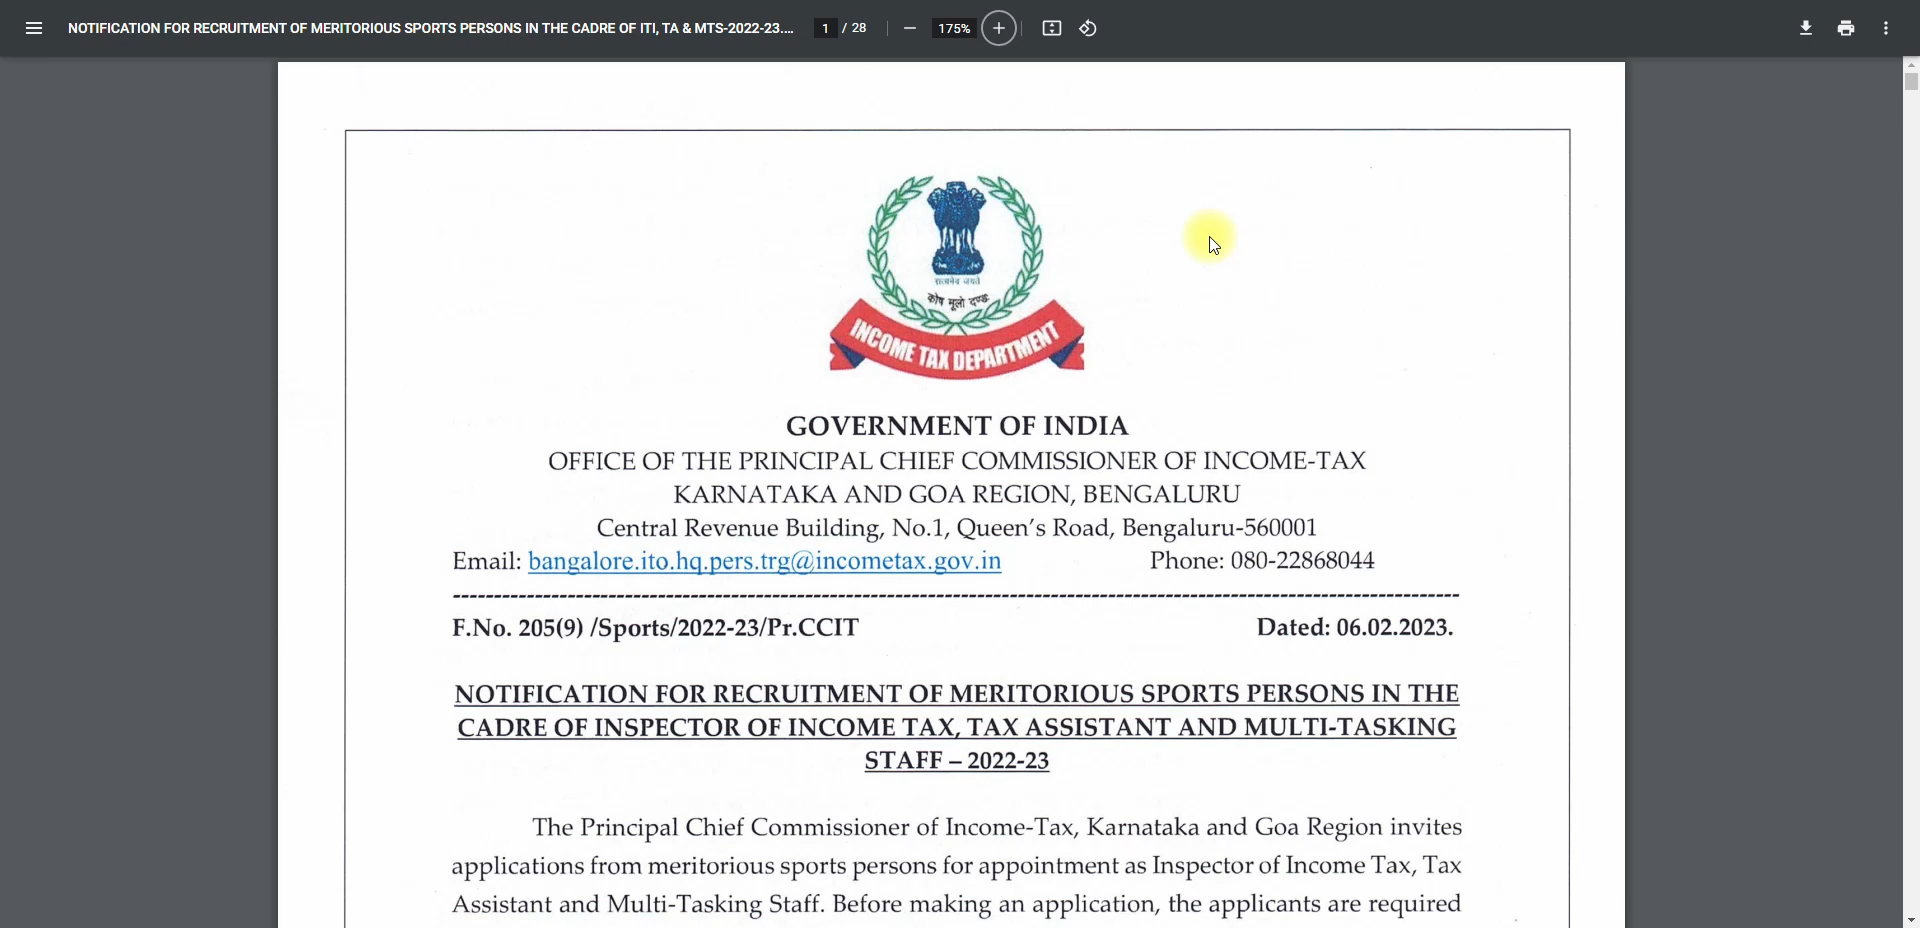 NOTIFICATION FOR RECRUITMENT OF MERITORIOUS SPORTS PERSONS IN THE CADRE OF ITI, TA & MTS-2022-23....
1 / 28
175%
सत्यमेव जयते
कोष मूलो दण्डः
INCOME TAX DEPARTMENT
GOVERNMENT OF INDIA
OFFICE OF THE PRINCIPAL CHIEF COMMISSIONER OF INCOME-TAX
KARNATAKA AND GOA REGION, BENGALURU
Central Revenue Building, No.1, Queen's Road, Bengaluru-560001
Email: bangalore.ito.hq.pers.trg@incometax.gov.in Phone: 080-22868044
F.No. 205(9) /Sports/2022-23/Pr.CCIT Dated: 06.02.2023.
NOTIFICATION FOR RECRUITMENT OF MERITORIOUS SPORTS PERSONS IN THE
CADRE OF INSPECTOR OF INCOME TAX, TAX ASSISTANT AND MULTI-TASKING
STAFF – 2022-23
The Principal Chief Commissioner of Income-Tax, Karnataka and Goa Region invites
applications from meritorious sports persons for appointment as Inspector of Income Tax, Tax
Assistant and Multi-Tasking Staff. Before making an application, the applicants are required